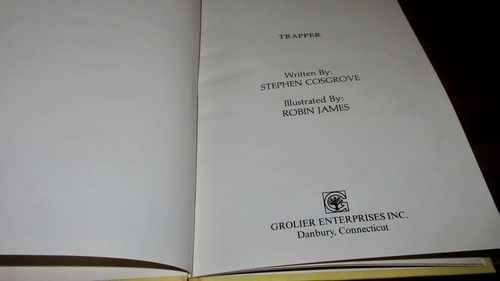 TRAPPER
Written By:
STEPHEN COSGROVE
Illustrated By:
ROBIN JAMES
GROLIER ENTERPRISES INC.
Danbury, Connecticut